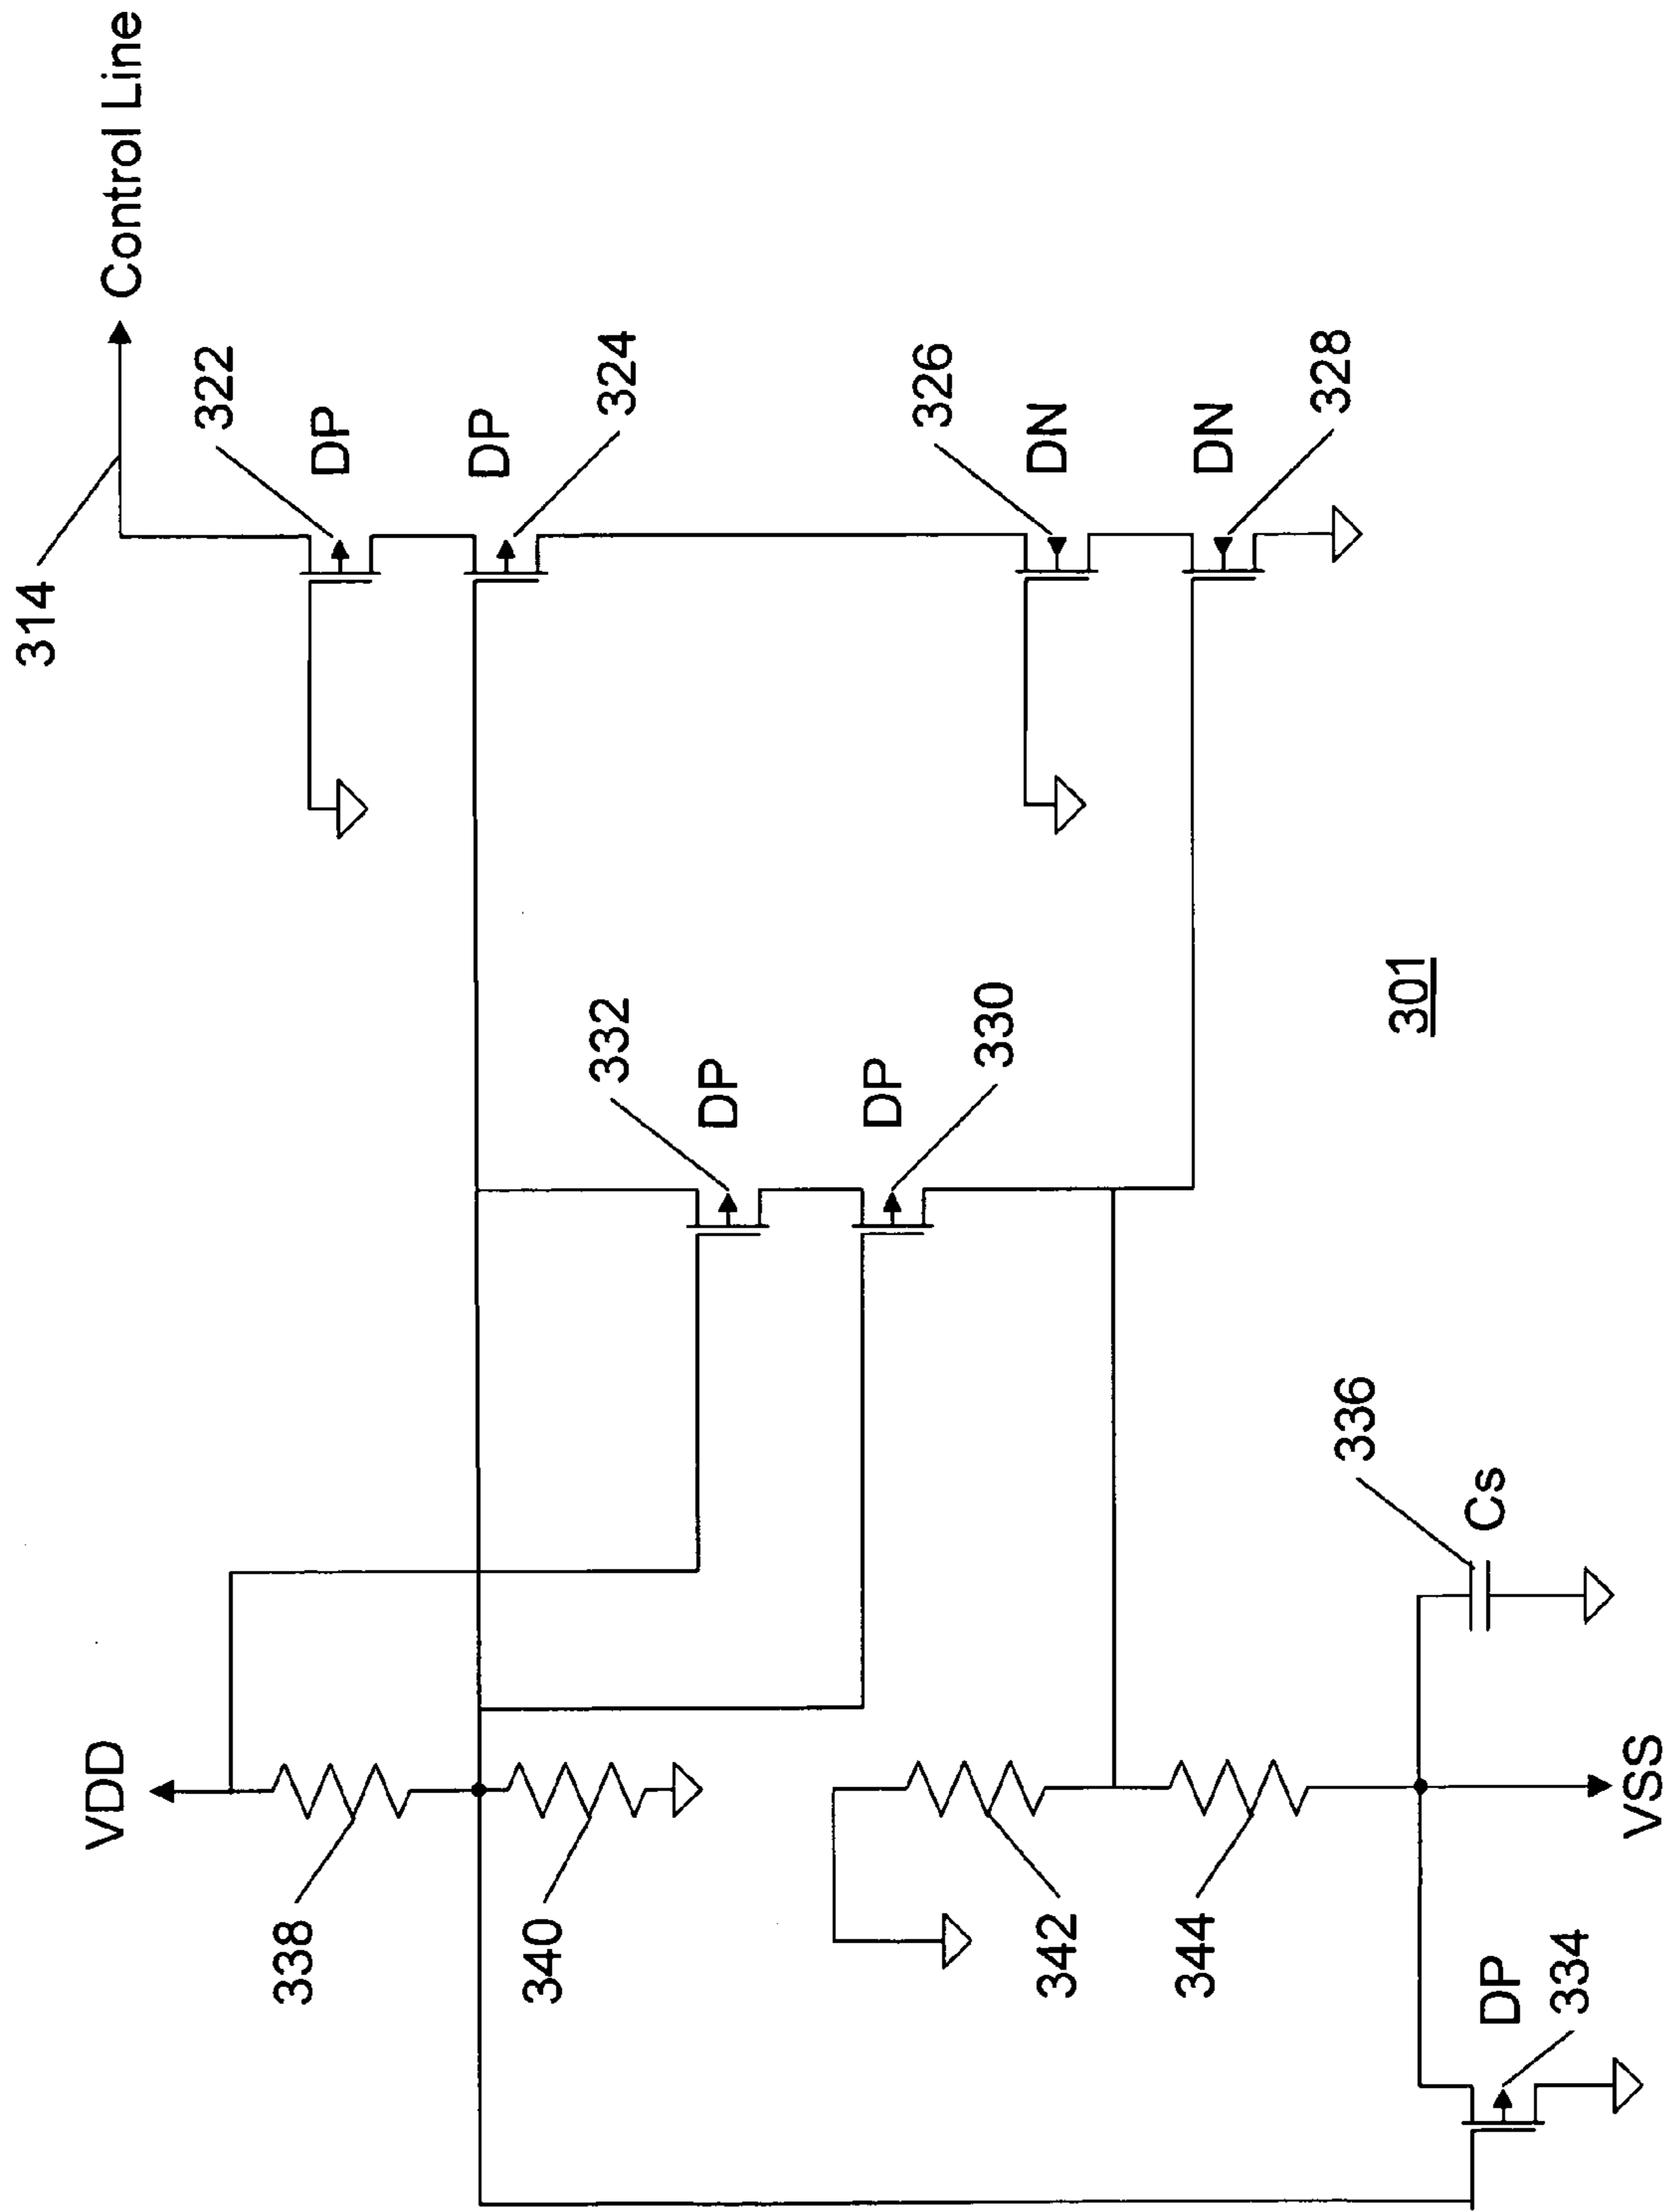 314
Control Line
322
DP
DP
324
326
DN
DN
328
332
DP
DP
330
301
336
Cs
VDD
338
340
342
344
VSS
DP
334